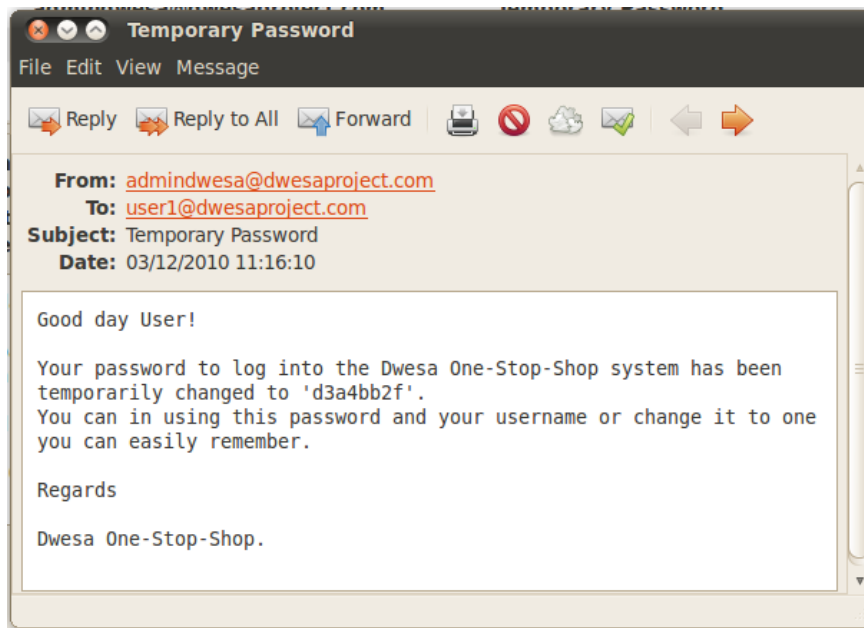 Temporary Password
File Edit View Message
Reply Reply to All Forward
From: admindwesa@dwesaproject.com
To: user1@dwesaproject.com
Subject: Temporary Password
Date: 03/12/2010 11:16:10
Good day User!
Your password to log into the Dwesa One-Stop-Shop system has been
temporarily changed to 'd3a4bb2f'.
You can in using this password and your username or change it to one
you can easily remember.
Regards
Dwesa One-Stop-Shop.